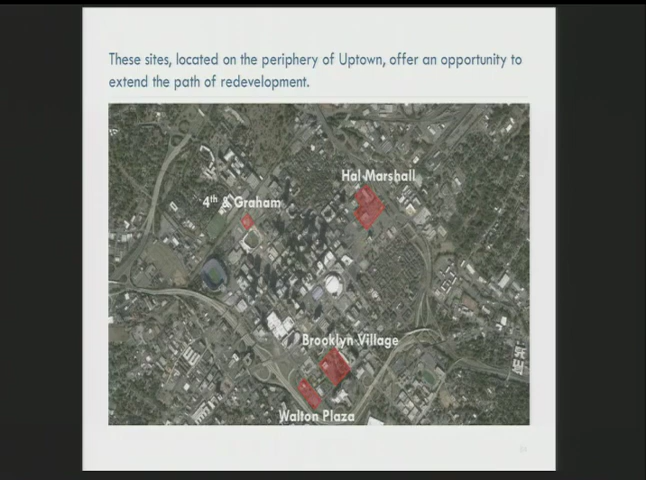 These sites, located on the periphery of Uptown, offer an opportunity to
extend the path of redevelopment.
Hal Marshall
4th & Graham
Brooklyn Village
Walton Plaza